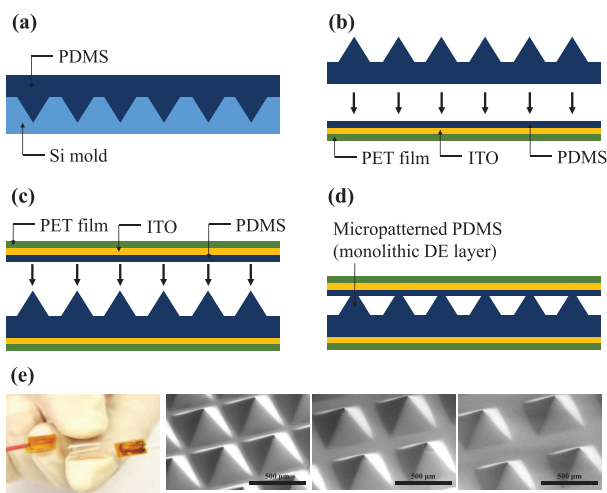 (a)
PDMS
Si mold
(b)
PET film
ITO
PDMS
(c)
PET film
ITO
PDMS
(d)
Micropatterned PDMS
(monolithic DE layer)
(e)
500 μm
500 μm
500 μm